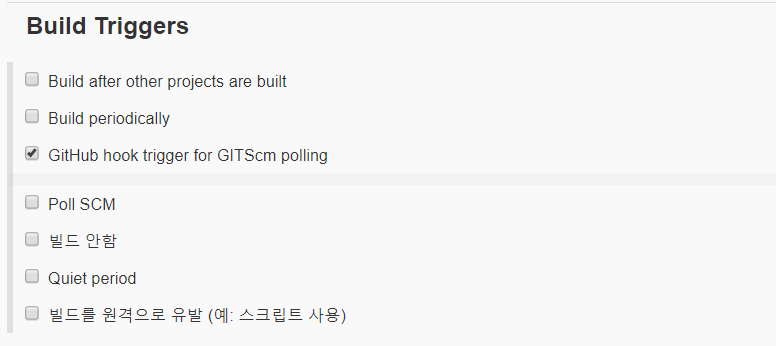 Build Triggers
Build after other projects are built
Build periodically
GitHub hook trigger for GITScm polling
Poll SCM
빌드 안함
Quiet period
빌드를 원격으로 유발 (예: 스크립트 사용)